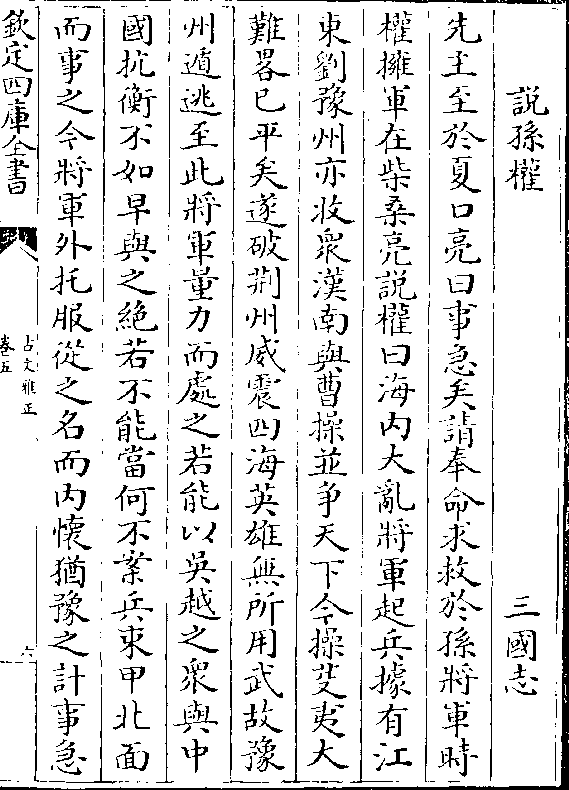 說孫權　三國志
先主至於夏口亮曰事急矣請奉命求救於孫將軍時
權擁軍在柴桑亮說權曰海內大亂將軍起兵據有江
東劉豫州亦收衆漢南與曹操並爭天下今操芟夷大
難畧已平矣遂破荆州威震四海英雄無所用武故豫
州遁逃至此將軍量力而處之若能以吳越之衆與中
國抗衡不如早與之絶若不能當何不案兵束甲北面
而事之今將軍外托服從之名而內懷猶豫之計事急
欽定四庫全書
古文雅正
卷五
六